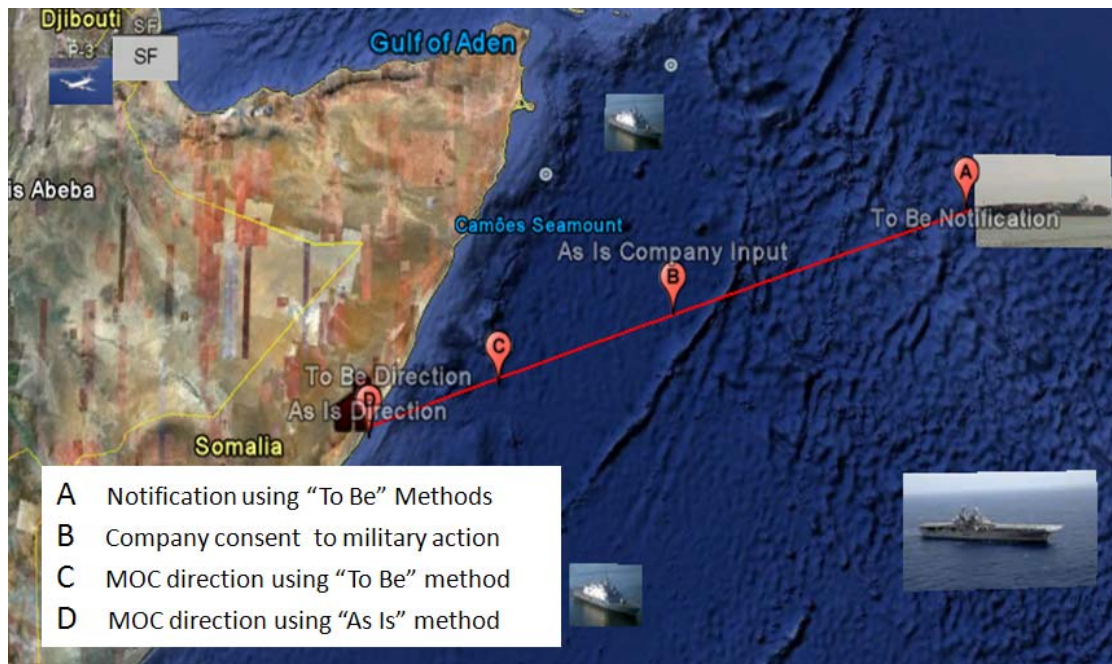 Djibouti SF
P-3
SF
Gulf of Aden
A
is Abeba
To Be Notification
Camões Seamount
As Is Company Input
B
C
To Be Direction
D
As Is Direction
Somalia
A Notification using “To Be” Methods
B Company consent to military action
C MOC direction using “To Be” method
D MOC direction using “As Is” method